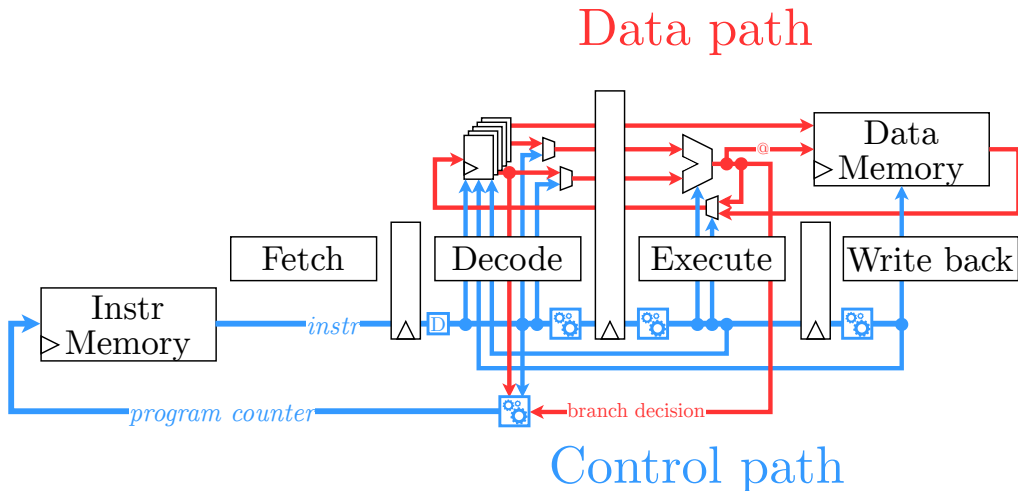 Data path
Data
Memory
@
Fetch
Decode
Execute
Write back
Instr
Memory
instr
D
program counter
branch decision
Control path